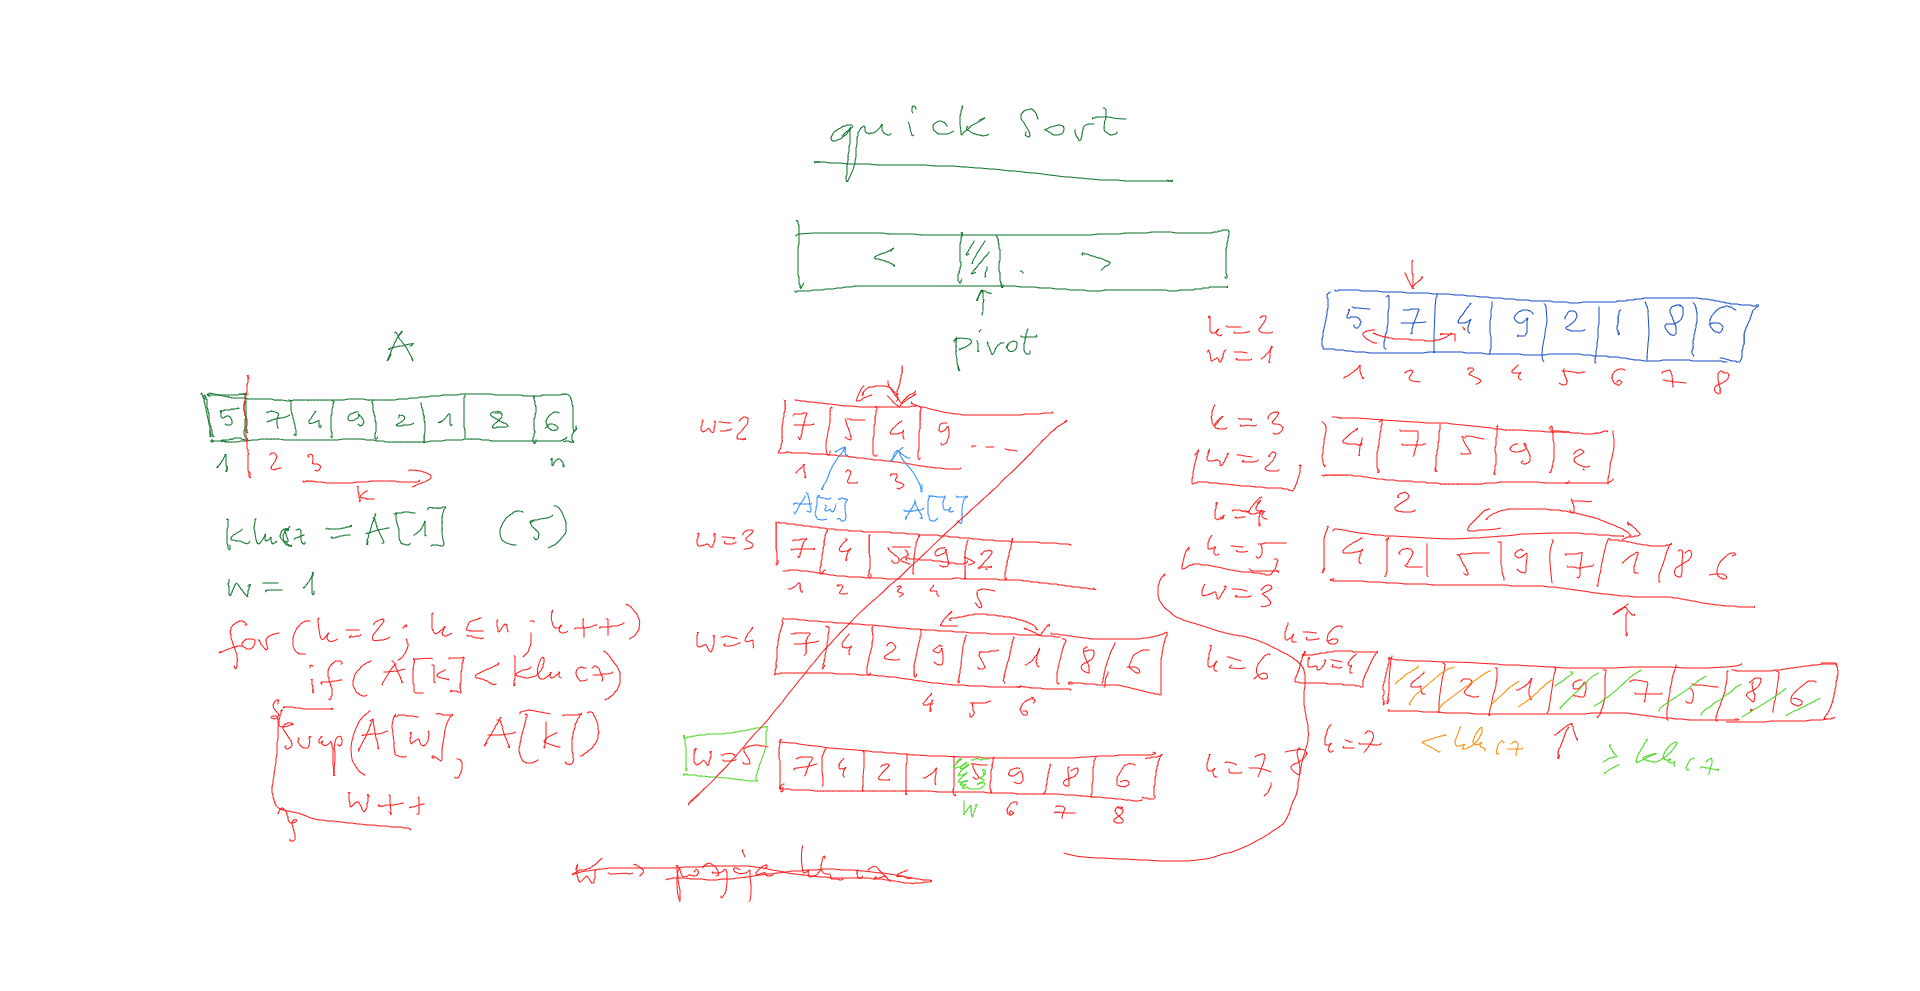 quick sort
< >
pivot
A
5 7 4 9 2 1 8 6
1 2 3 n
k
klucz = A[1] (5)
w = 1
for (k=2; k≤n; k++)
if (A[k] < klucz)
{
Swap(A[w], A[k])
w++
}
w=2
7 5 4 9 ...
1 2 3
A[w] A[k]
w=3
7 4 5 9 2
1 2 3 4 5
w=4
7 4 2 9 5 1 8 6
4 5 6
k=6
w=5
7 4 2 1 5 9 8 6
w 6 7 8
k=7, 8
w → pozycja klucza
k=2
w=1
5 7 4 9 2 1 8 6
1 2 3 4 5 6 7 8
k=3
w=2
4 7 5 9 2
2 5
k=4
k=5
w=3
4 2 5 9 7 1 8 6
k=6
w=4
4 2 1 9 7 5 8 6
k=7
< klucz
≥ klucz